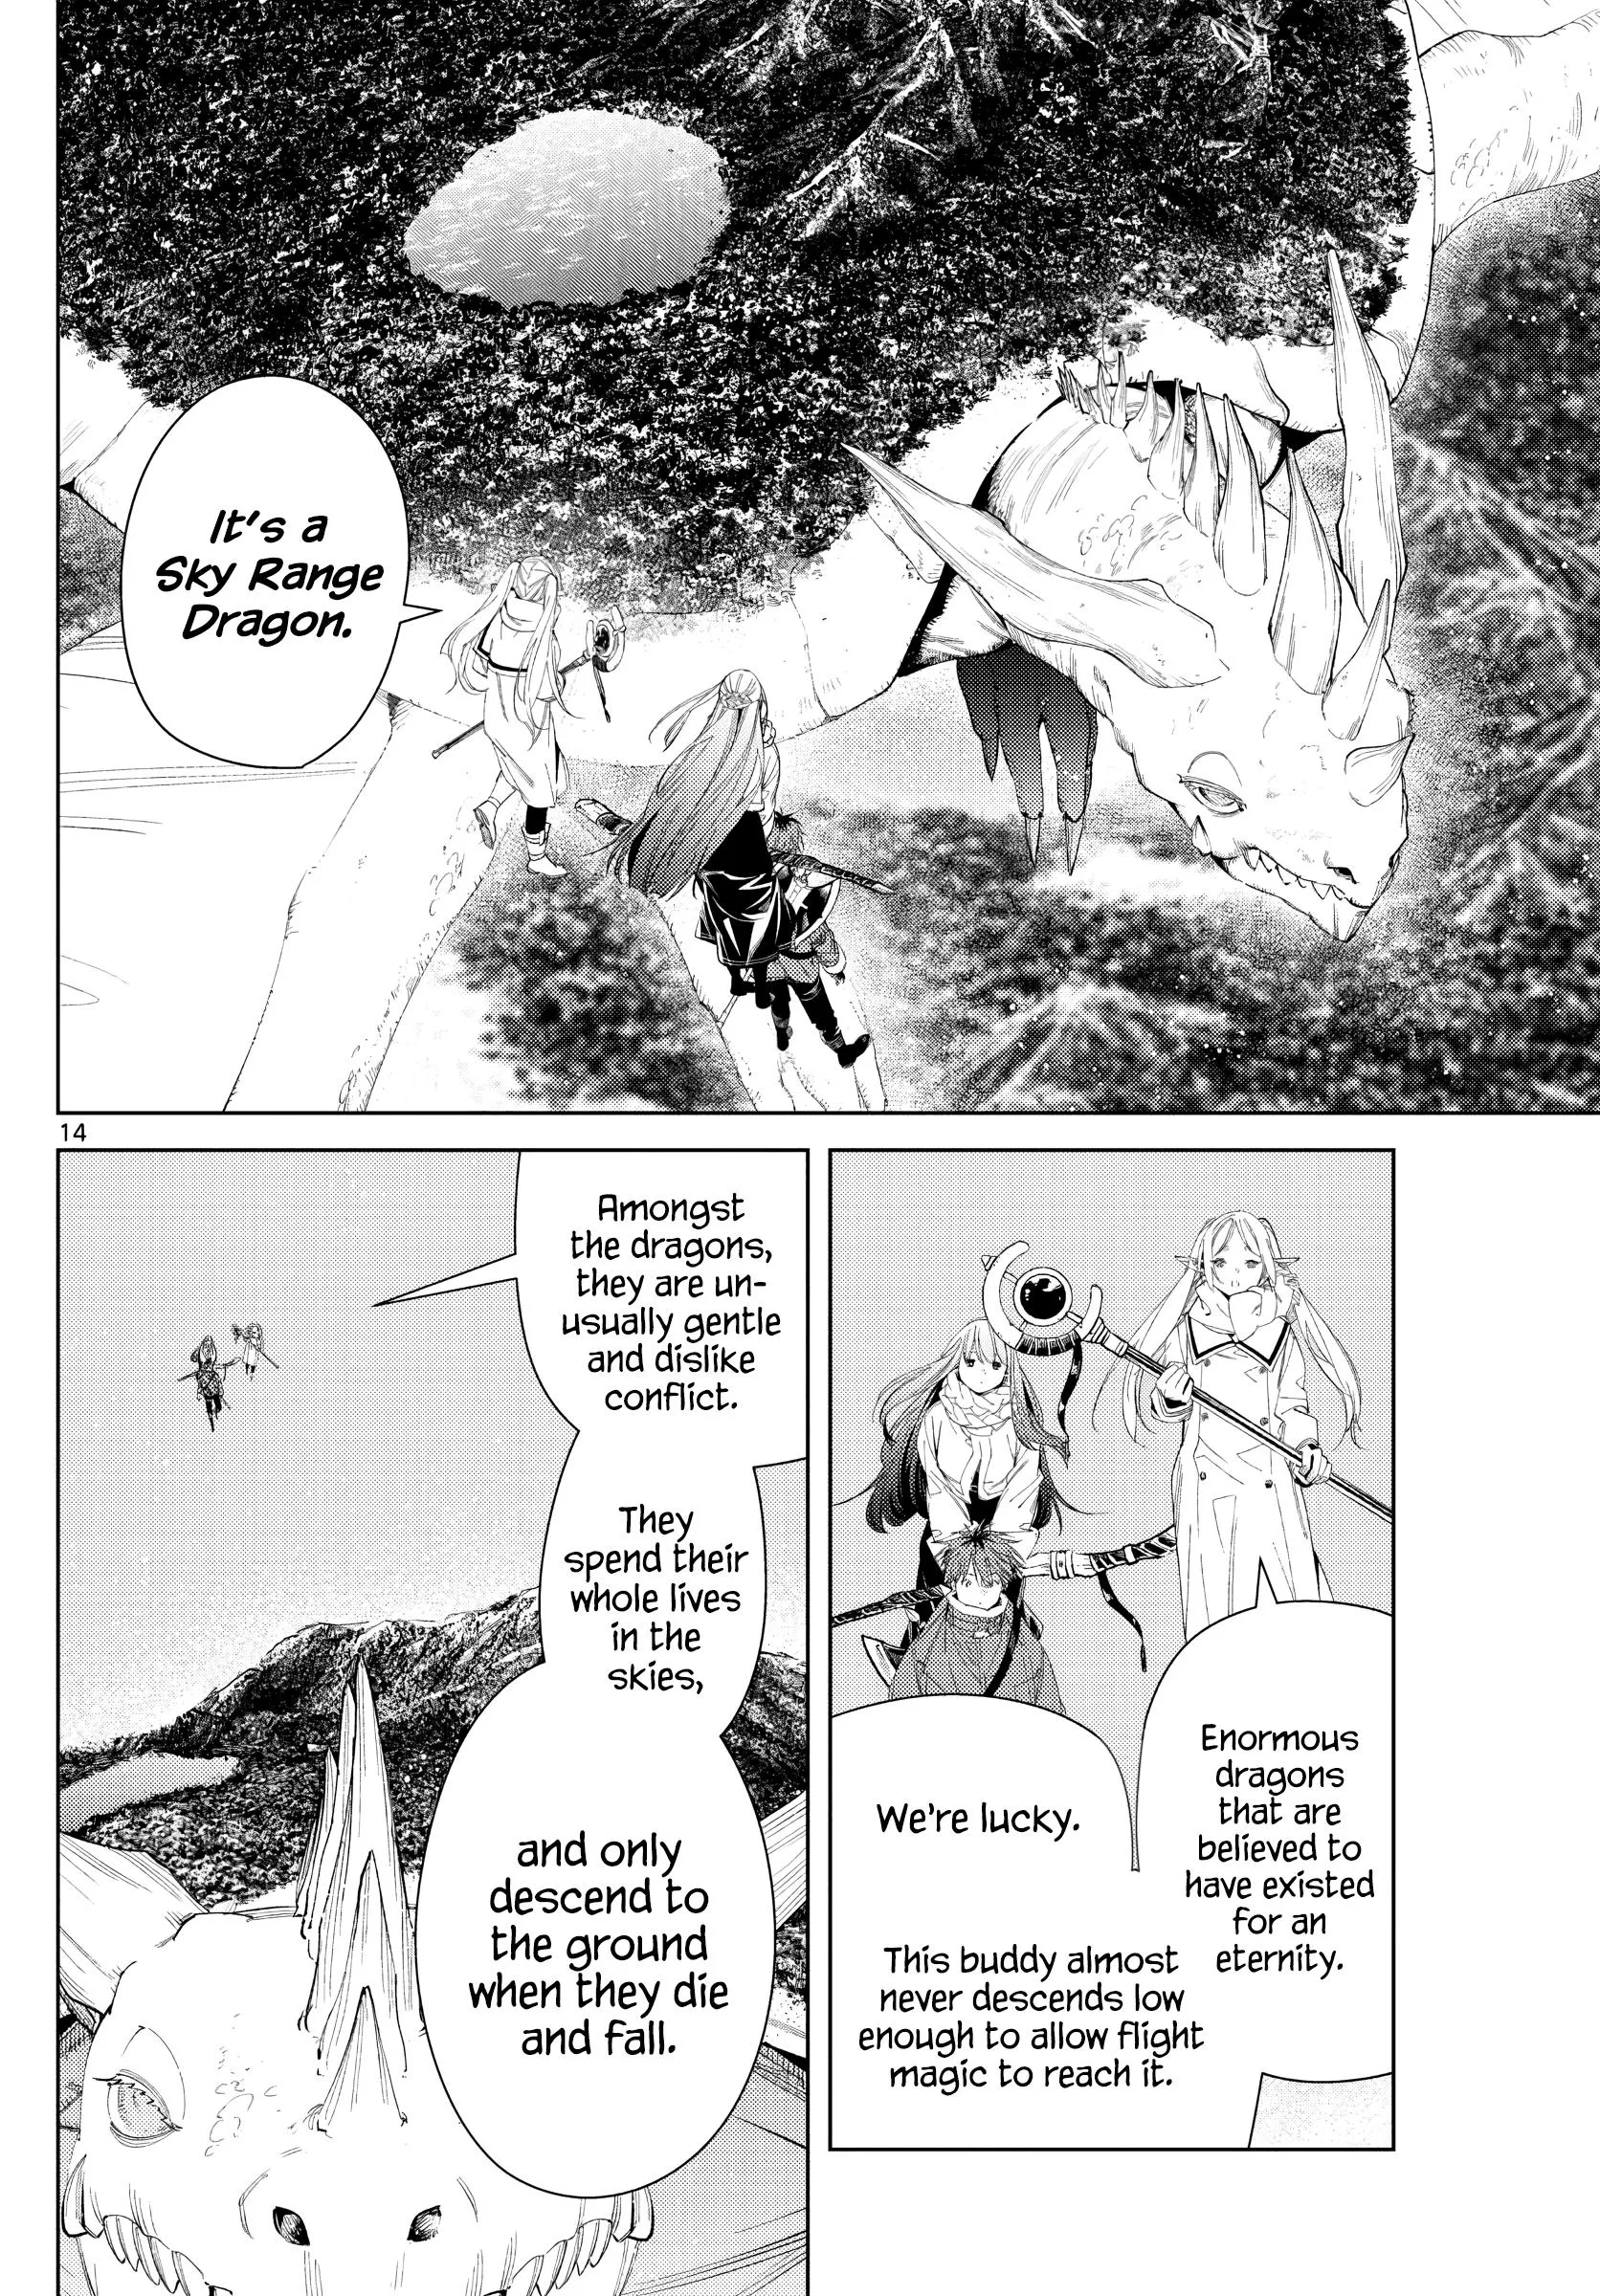 It's a
Sky Range
Dragon.
14
Enormous
dragons
that are
believed to
have existed
for an
eternity.
We're lucky.
This buddy almost
never descends low
enough to allow flight
magic to reach it.
Amongst
the dragons,
they are un-
usually gentle
and dislike
conflict.
They
spend their
whole lives
in the
skies,
and only
descend to
the ground
when they die
and fall.